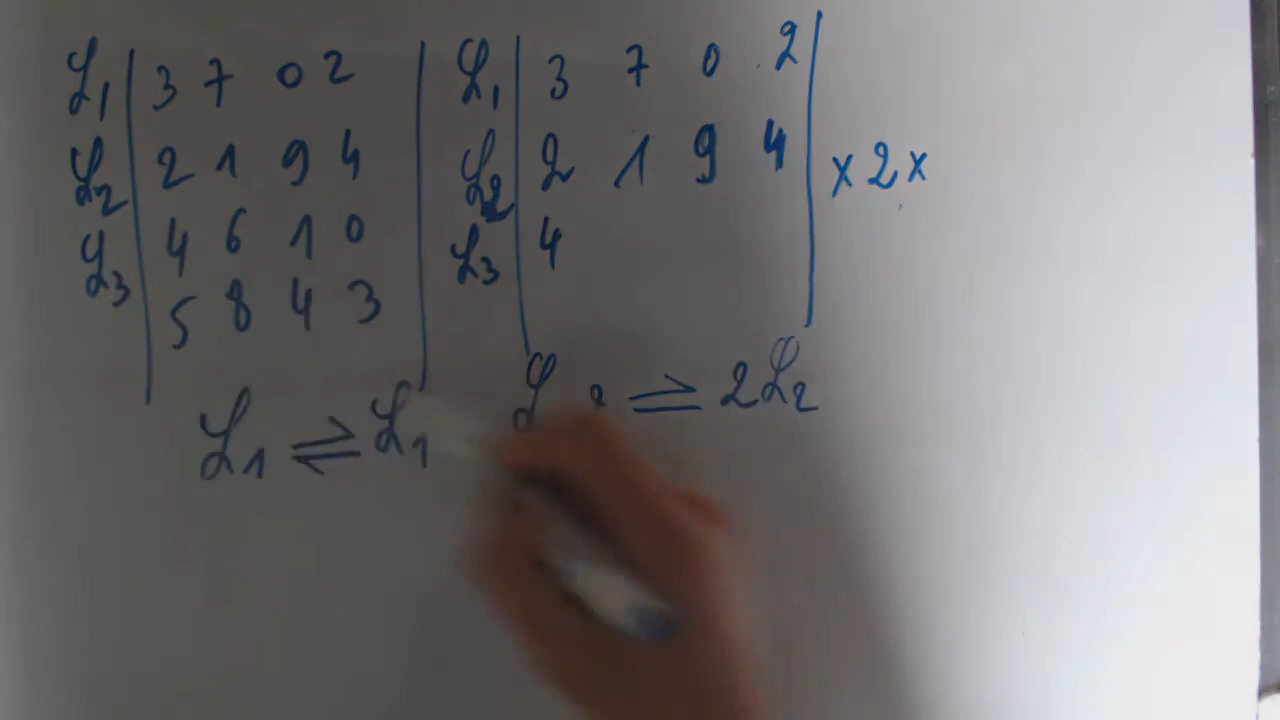 L1 | 3 7 0 2 | L1 | 3 7 0 2 |
L2 | 2 1 9 4 | L2 | 2 1 9 4 | x 2 x
L3 | 4 6 1 0 | L3 | 4 |
| 5 8 4 3 |
L1 ⇌ L1
L 2 ⇌ 2L2